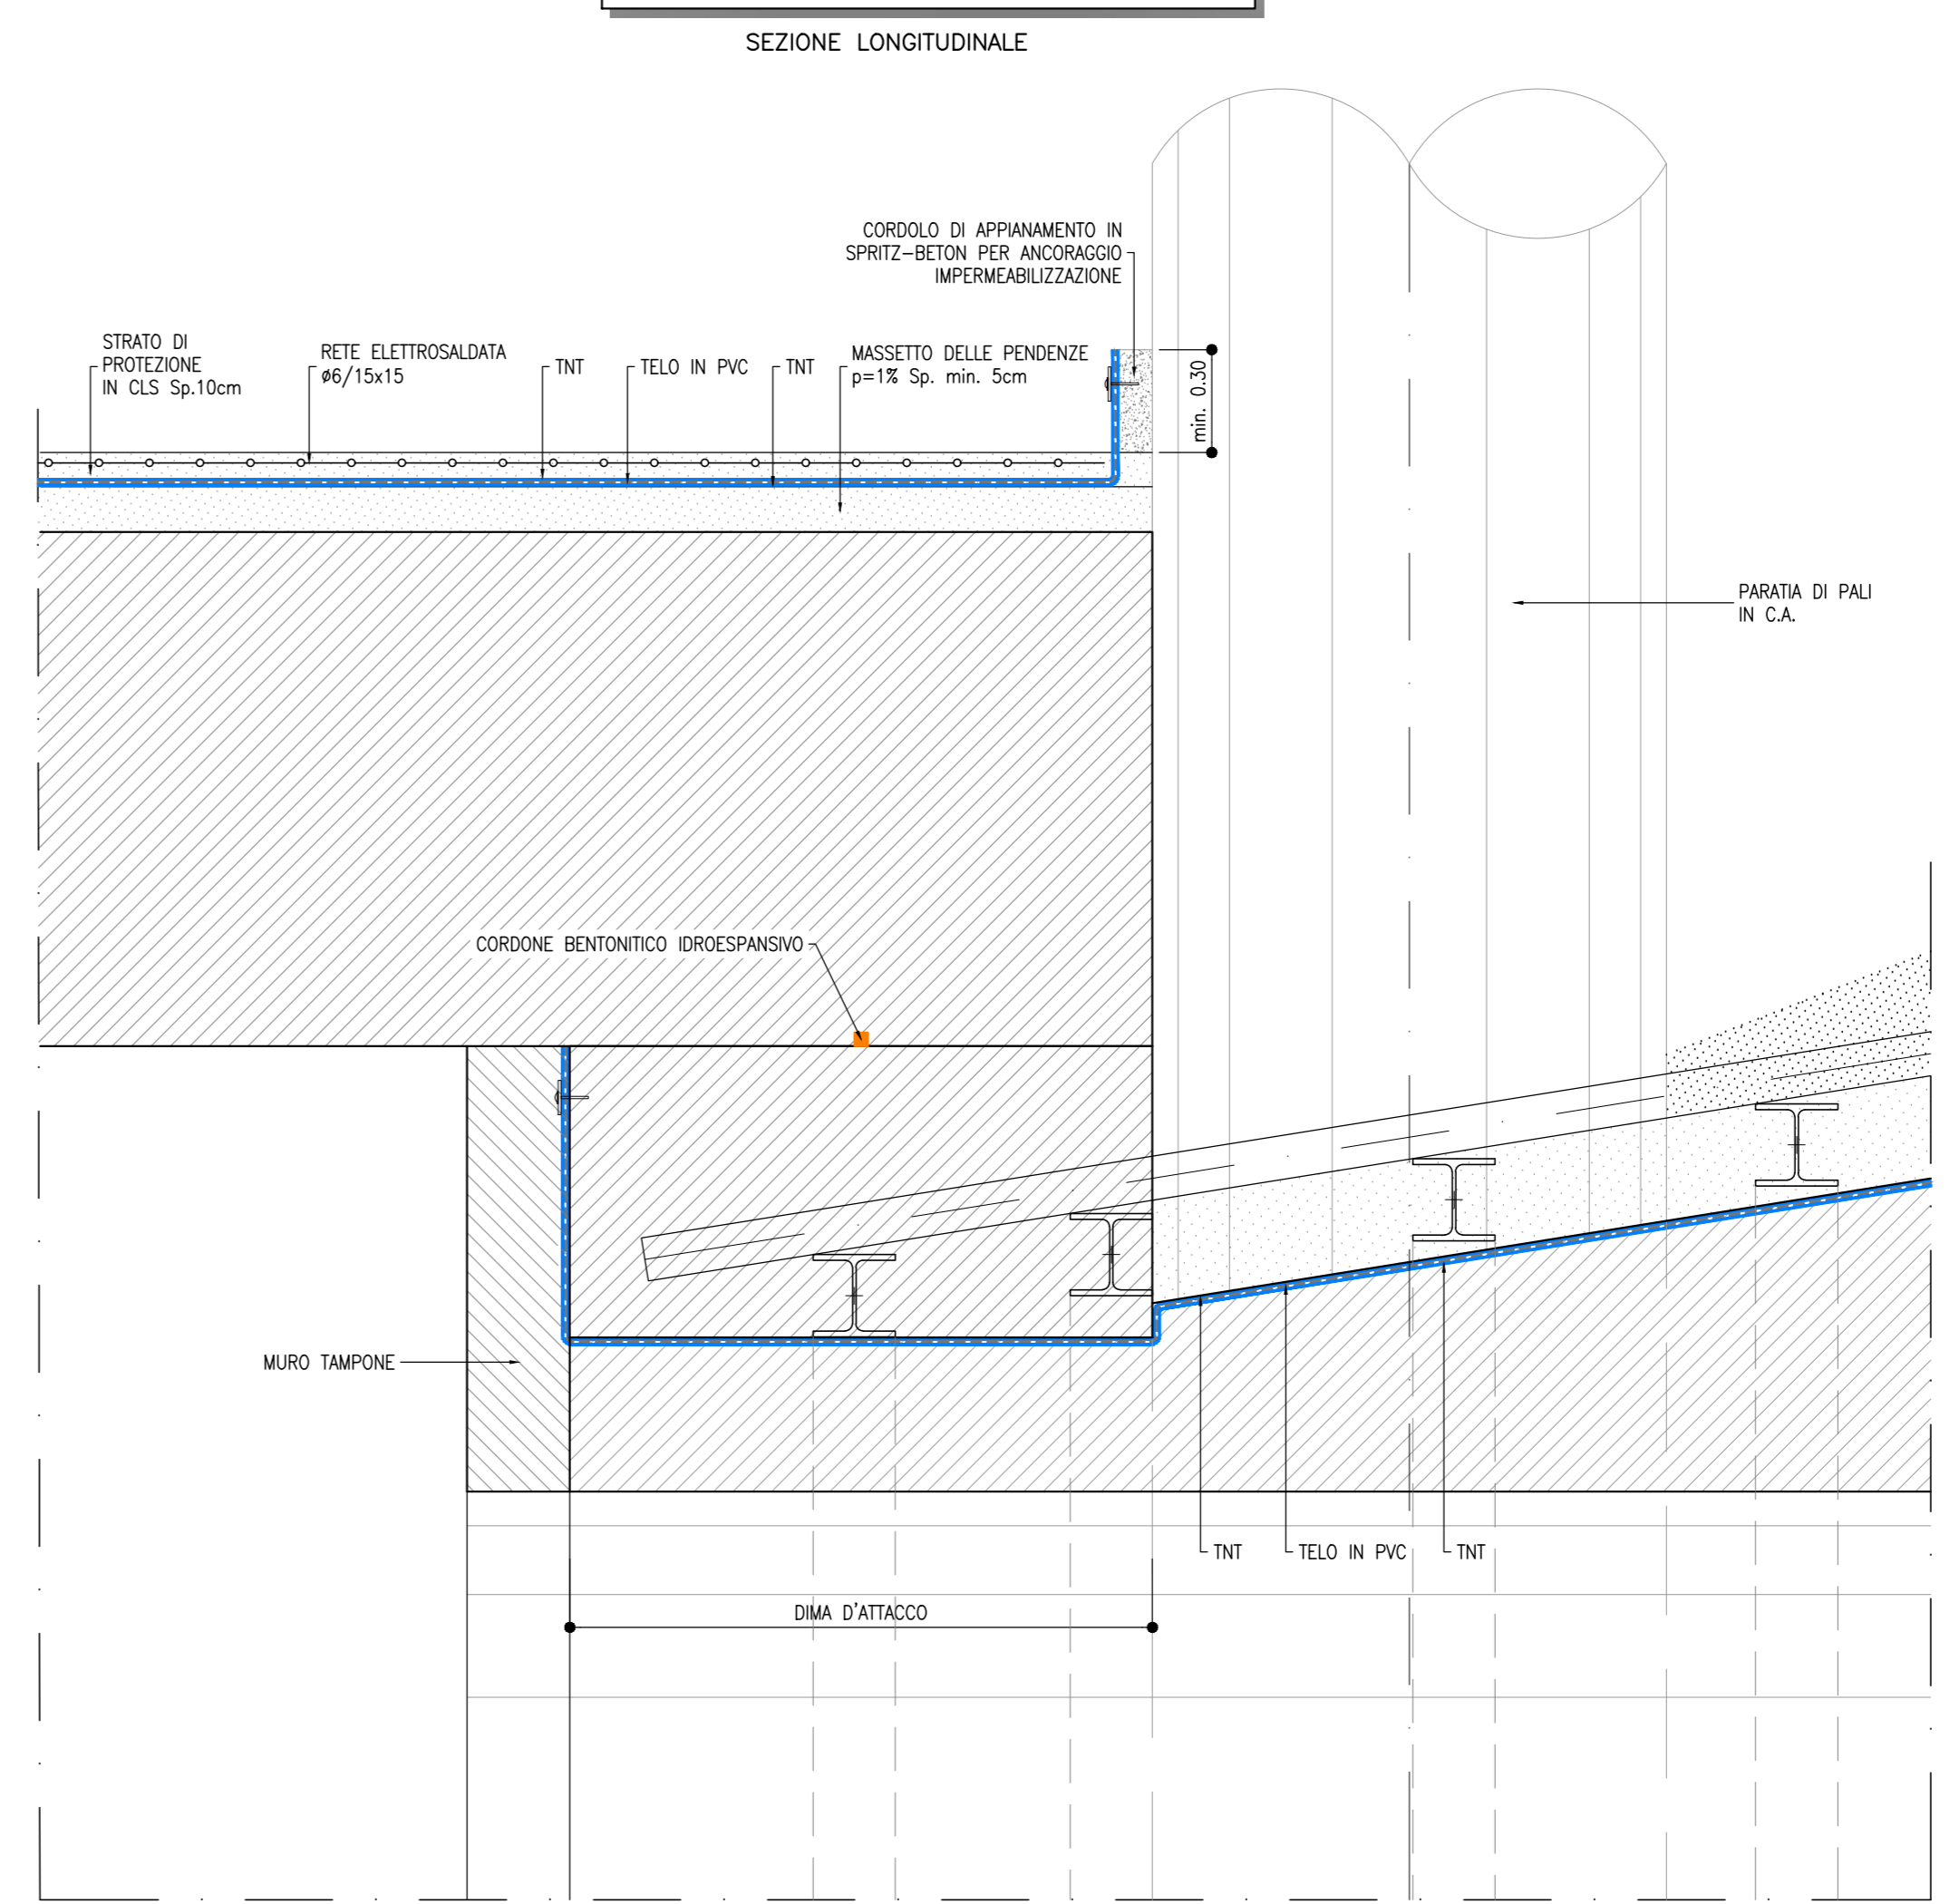 SEZIONE LONGITUDINALE
CORDOLO DI APPIANAMENTO IN
SPRITZ-BETON PER ANCORAGGIO
IMPERMEABILIZZAZIONE
STRATO DI
PROTEZIONE
IN CLS Sp.10cm
RETE ELETTROSALDATA
ø6/15x15
TNT
TELO IN PVC
TNT
MASSETTO DELLE PENDENZE
p=1% Sp. min. 5cm
min. 0.30
PARATIA DI PALI
IN C.A.
CORDONE BENTONITICO IDROESPANSIVO
MURO TAMPONE
TNT
TELO IN PVC
TNT
DIMA D'ATTACCO